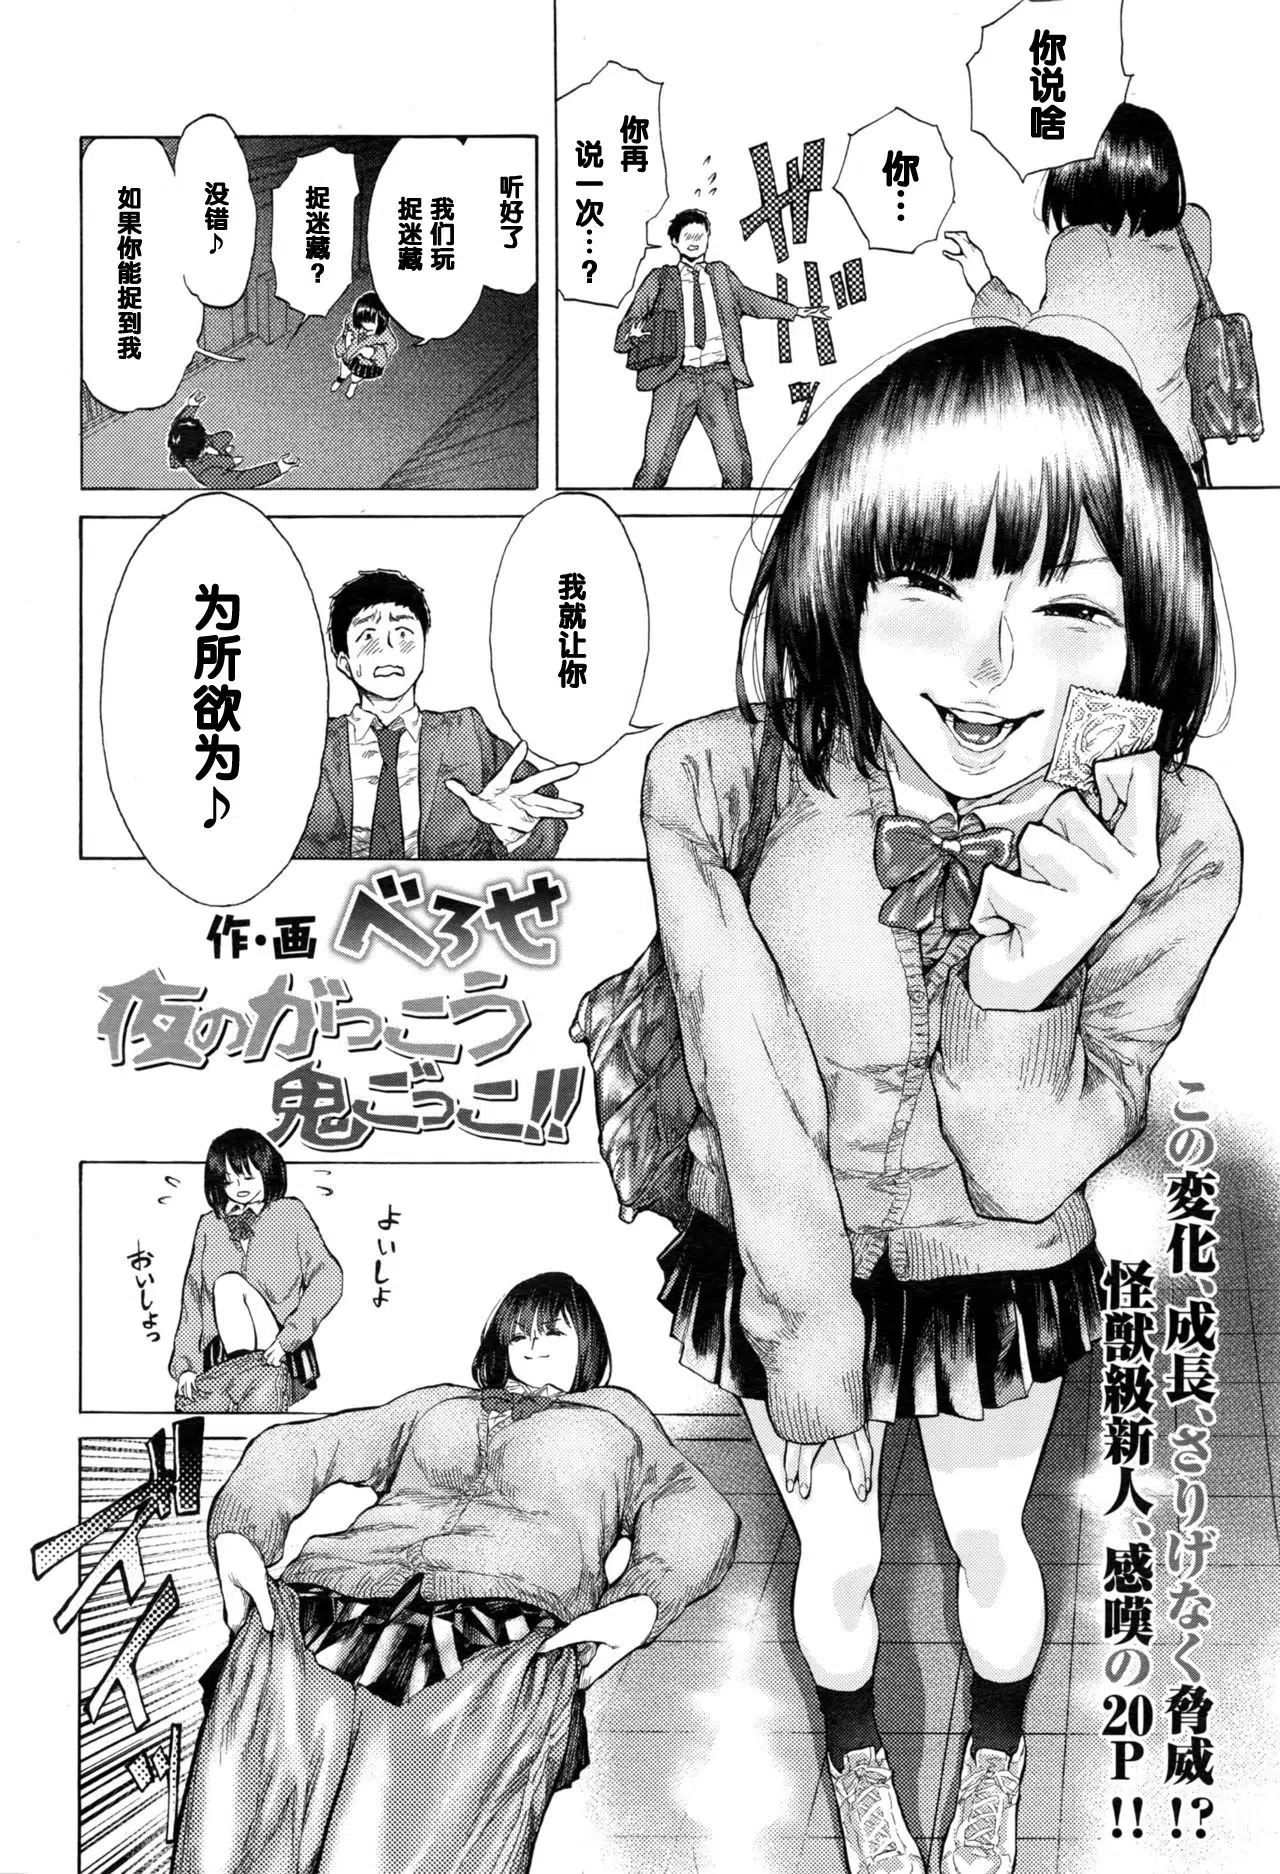 你说啥
你…
你再
说一次…？
ザッ
听好了
我们玩
捉迷藏
捉迷藏？
没错♪
如果你能捉到我
我就让你
为所欲为♪
作・画 べろせ
夜のがっこう
鬼ごっこ!!
よいしょ
おいしょっ
この変化、成長、さりげなく脅威!?
怪獣級新人、感嘆の20P!!